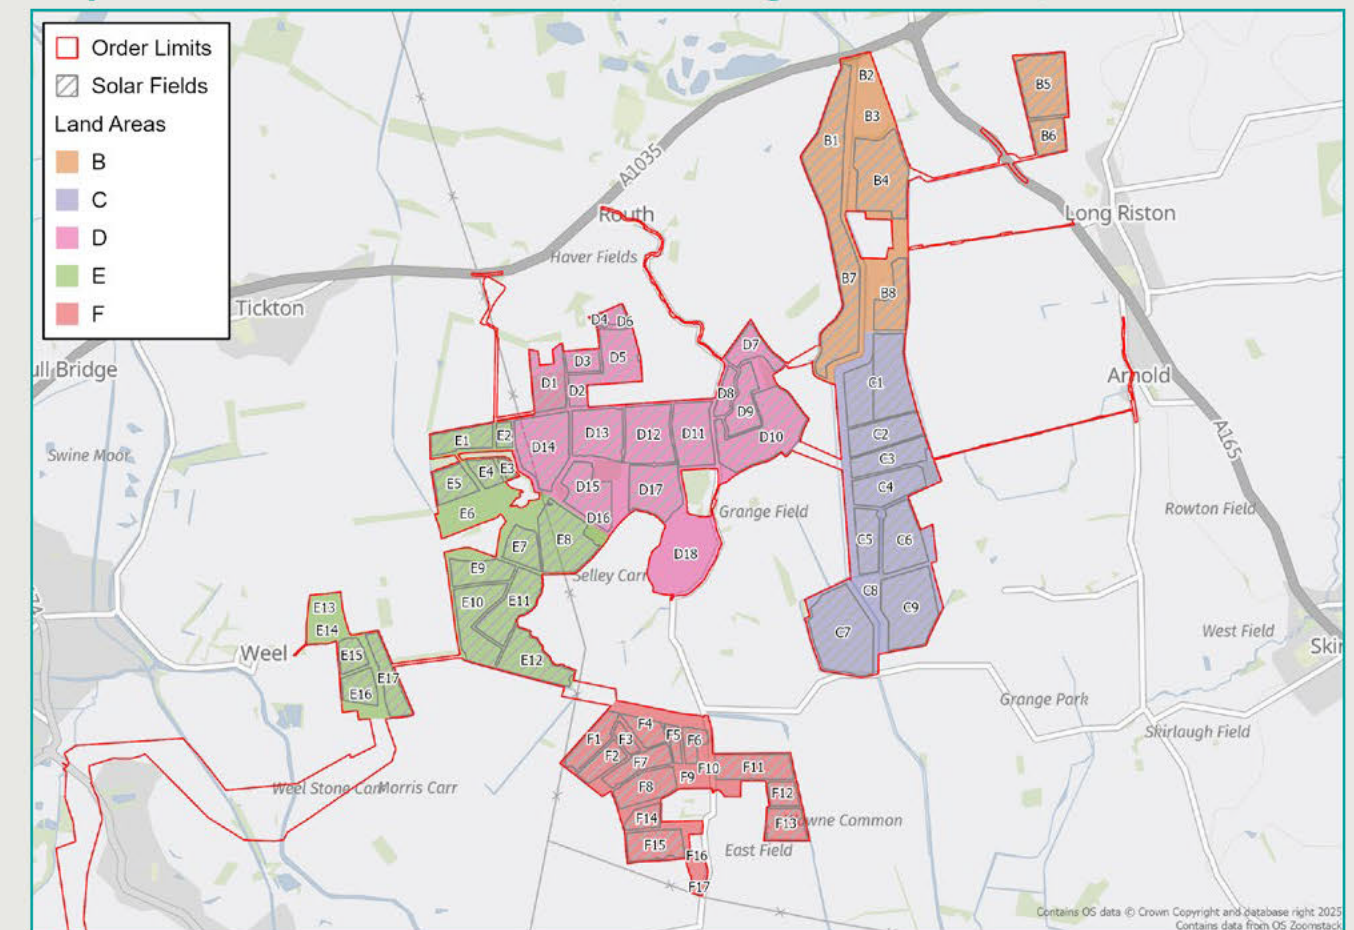 Order Limits
Solar Fields
Land Areas
B
C
D
E
F
B2
B3
B1
B4
B5
B6
B7
B8
A1035
Routh
Haver Fields
Long Riston
Tickton
ull Bridge
Swine Moor
Arnold
A165
Rowton Field
D4
D6
D3
D5
D1
D2
D7
D8
D9
D10
D14
D13
D12
D11
D15
D17
D16
D18
C1
C2
C3
C4
C5
C6
C8
C9
C7
E1
E2
E4
E3
E5
E6
E7
E8
E9
E10
E11
E12
E13
E14
E15
E16
E17
Grange Field
Selley Carr
Weel
West Field
Skir
Grange Park
Skirlaugh Field
F4
F1
F3
F5
F6
F2
F7
F10
F11
F9
F8
F12
F14
F13
F15
F16
F17
Weel Stone Carr
Morris Carr
wne Common
East Field
Contains OS data © Crown Copyright and database right 2025
Contains data from OS Zoomstack